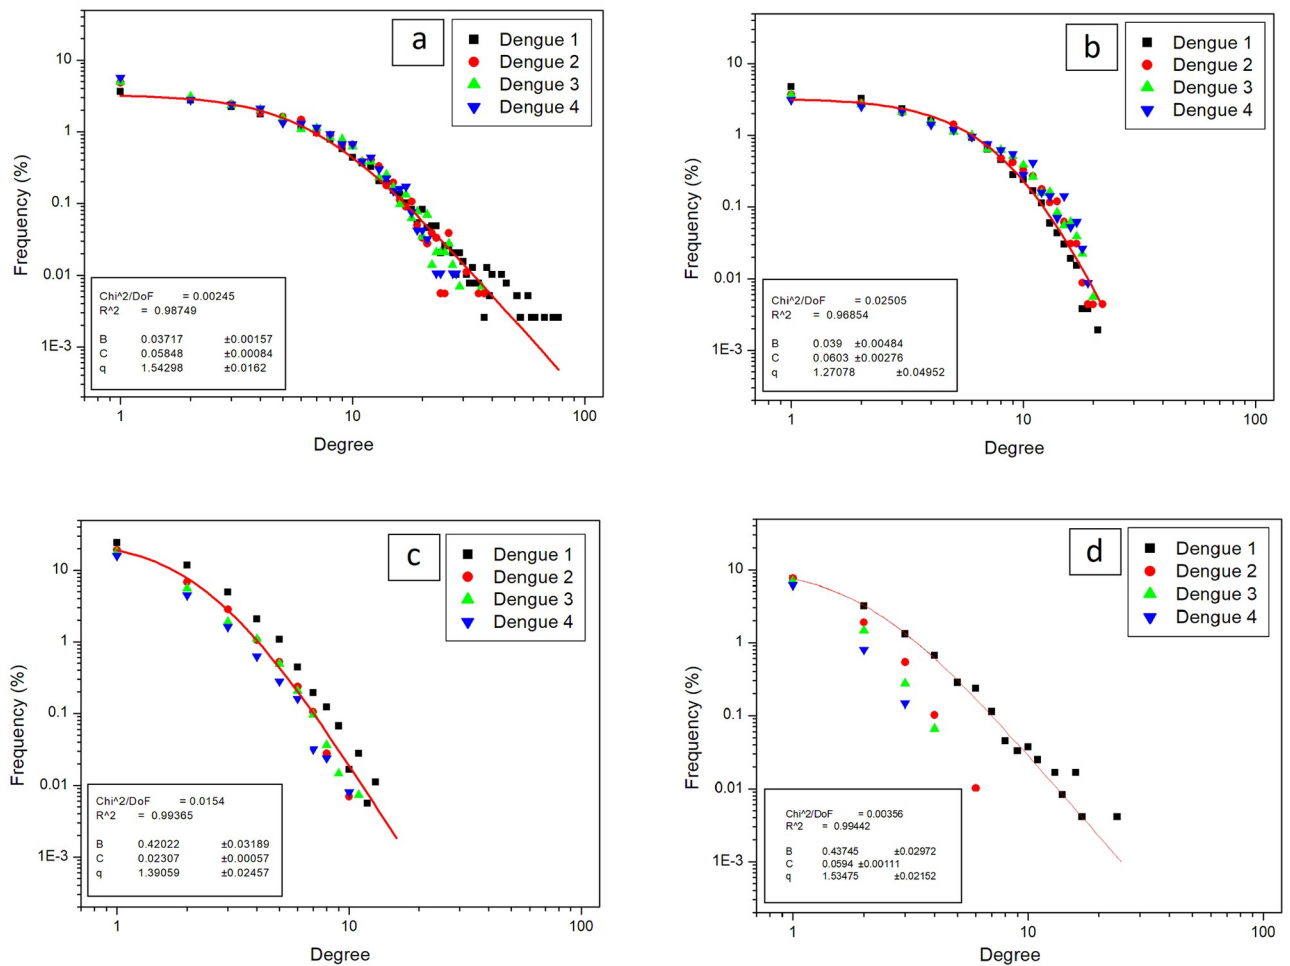 a
Dengue 1
Dengue 2
Dengue 3
Dengue 4
10
1
0.1
0.01
1E-3
Frequency (%)
Chi^2/DoF = 0.00245
R^2 = 0.98749
B 0.03717 ±0.00157
C 0.05848 ±0.00084
q 1.54298 ±0.0162
1 10 100
Degree
b
Dengue 1
Dengue 2
Dengue 3
Dengue 4
10
1
0.1
0.01
1E-3
Frequency (%)
Chi^2/DoF = 0.02505
R^2 = 0.96854
B 0.039 ±0.00484
C 0.0603 ±0.00276
q 1.27078 ±0.04952
1 10 100
Degree
c
Dengue 1
Dengue 2
Dengue 3
Dengue 4
10
1
0.1
0.01
1E-3
Frequency (%)
Chi^2/DoF = 0.0154
R^2 = 0.99365
B 0.42022 ±0.03189
C 0.02307 ±0.00057
q 1.39059 ±0.02457
1 10 100
Degree
d
Dengue 1
Dengue 2
Dengue 3
Dengue 4
10
1
0.1
0.01
1E-3
Frequency (%)
Chi^2/DoF = 0.00356
R^2 = 0.99442
B 0.43745 ±0.02972
C 0.0594 ±0.00111
q 1.53475 ±0.02152
1 10 100
Degree